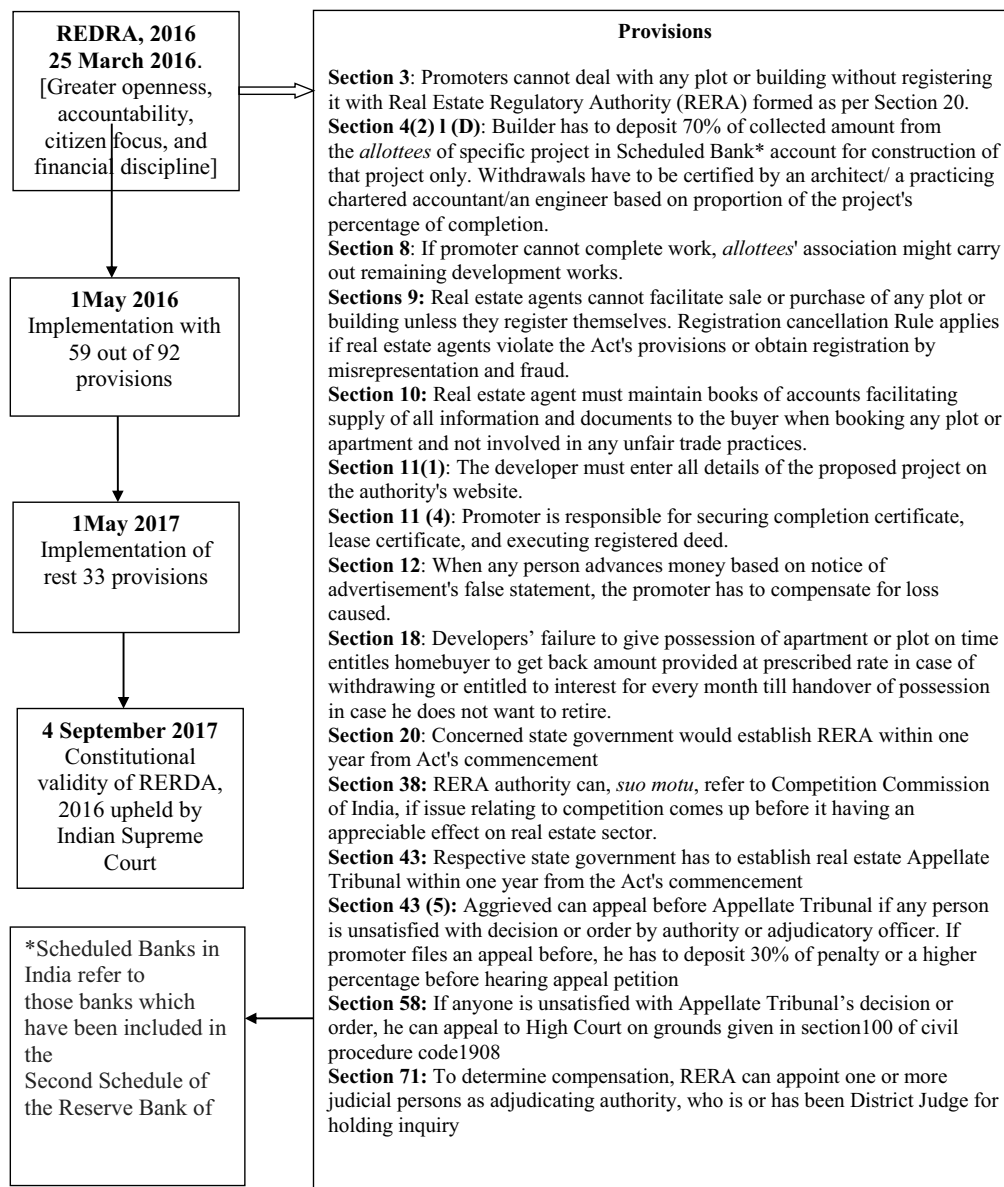 REDRA, 2016
25 March 2016.
[Greater openness,
accountability,
citizen focus, and
financial discipline]
1May 2016
Implementation with
59 out of 92
provisions
1May 2017
Implementation of
rest 33 provisions
4 September 2017
Constitutional
validity of RERDA,
2016 upheld by
Indian Supreme
Court
*Scheduled Banks in
India refer to
those banks which
have been included in
the
Second Schedule of
the Reserve Bank of
Provisions
Section 3: Promoters cannot deal with any plot or building without registering
it with Real Estate Regulatory Authority (RERA) formed as per Section 20.
Section 4(2) l (D): Builder has to deposit 70% of collected amount from
the allottees of specific project in Scheduled Bank* account for construction of
that project only. Withdrawals have to be certified by an architect/ a practicing
chartered accountant/an engineer based on proportion of the project's
percentage of completion.
Section 8: If promoter cannot complete work, allottees' association might carry
out remaining development works.
Sections 9: Real estate agents cannot facilitate sale or purchase of any plot or
building unless they register themselves. Registration cancellation Rule applies
if real estate agents violate the Act's provisions or obtain registration by
misrepresentation and fraud.
Section 10: Real estate agent must maintain books of accounts facilitating
supply of all information and documents to the buyer when booking any plot or
apartment and not involved in any unfair trade practices.
Section 11(1): The developer must enter all details of the proposed project on
the authority's website.
Section 11 (4): Promoter is responsible for securing completion certificate,
lease certificate, and executing registered deed.
Section 12: When any person advances money based on notice of
advertisement's false statement, the promoter has to compensate for loss
caused.
Section 18: Developers' failure to give possession of apartment or plot on time
entitles homebuyer to get back amount provided at prescribed rate in case of
withdrawing or entitled to interest for every month till handover of possession
in case he does not want to retire.
Section 20: Concerned state government would establish RERA within one
year from Act's commencement
Section 38: RERA authority can, suo motu, refer to Competition Commission
of India, if issue relating to competition comes up before it having an
appreciable effect on real estate sector.
Section 43: Respective state government has to establish real estate Appellate
Tribunal within one year from the Act's commencement
Section 43 (5): Aggrieved can appeal before Appellate Tribunal if any person
is unsatisfied with decision or order by authority or adjudicatory officer. If
promoter files an appeal before, he has to deposit 30% of penalty or a higher
percentage before hearing appeal petition
Section 58: If anyone is unsatisfied with Appellate Tribunal's decision or
order, he can appeal to High Court on grounds given in section100 of civil
procedure code1908
Section 71: To determine compensation, RERA can appoint one or more
judicial persons as adjudicating authority, who is or has been District Judge for
holding inquiry